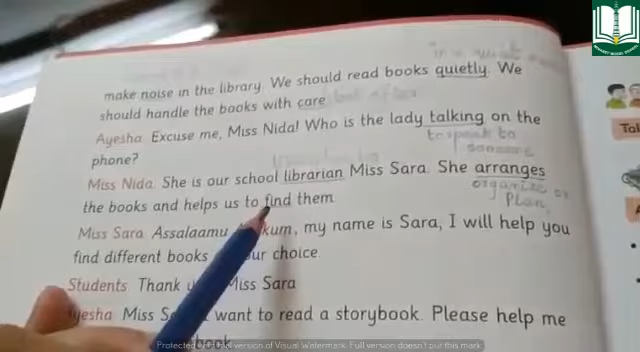 make noise in the library. We should read books quietly. We
should handle the books with care
Ayesha Excuse me, Miss Nida! Who is the lady talking on the
to speak to
someone
phone?
Miss Nida. She is our school librarian Miss Sara. She arranges
organize or
Plan,
the books and helps us to find them
Miss Sara Assalaamu my name is Sara, I will help you
find different books choice.
Students Thank Miss Sara
Miss want to read a storybook. Please help me
book
Tal
Protected by trial version of Visual Watermark. Full version doesn't put this mark.